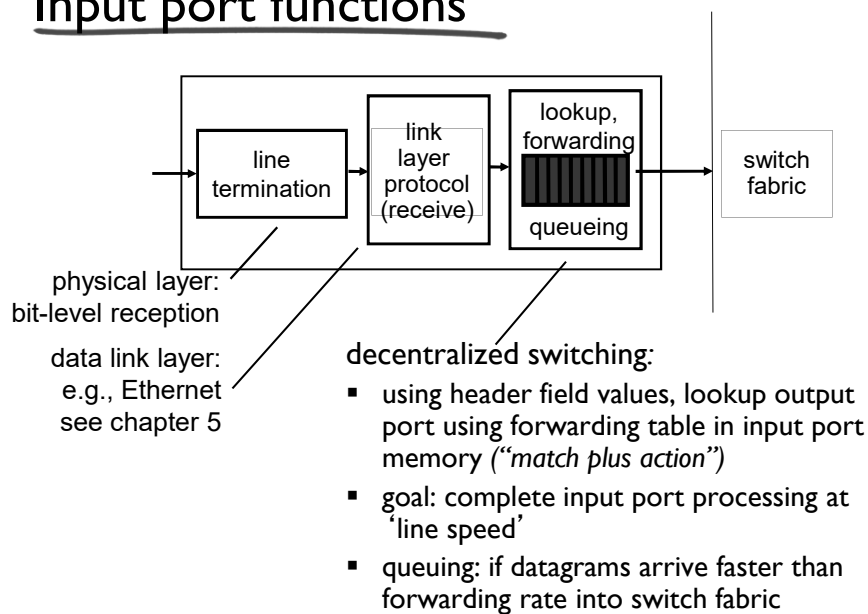 Input port functions
line
termination
link
layer
protocol
(receive)
lookup,
forwarding
queueing
switch
fabric
physical layer:
bit-level reception
data link layer:
e.g., Ethernet
see chapter 5
decentralized switching:
▪ using header field values, lookup output
port using forwarding table in input port
memory (“match plus action”)
▪ goal: complete input port processing at
‘line speed’
▪ queuing: if datagrams arrive faster than
forwarding rate into switch fabric